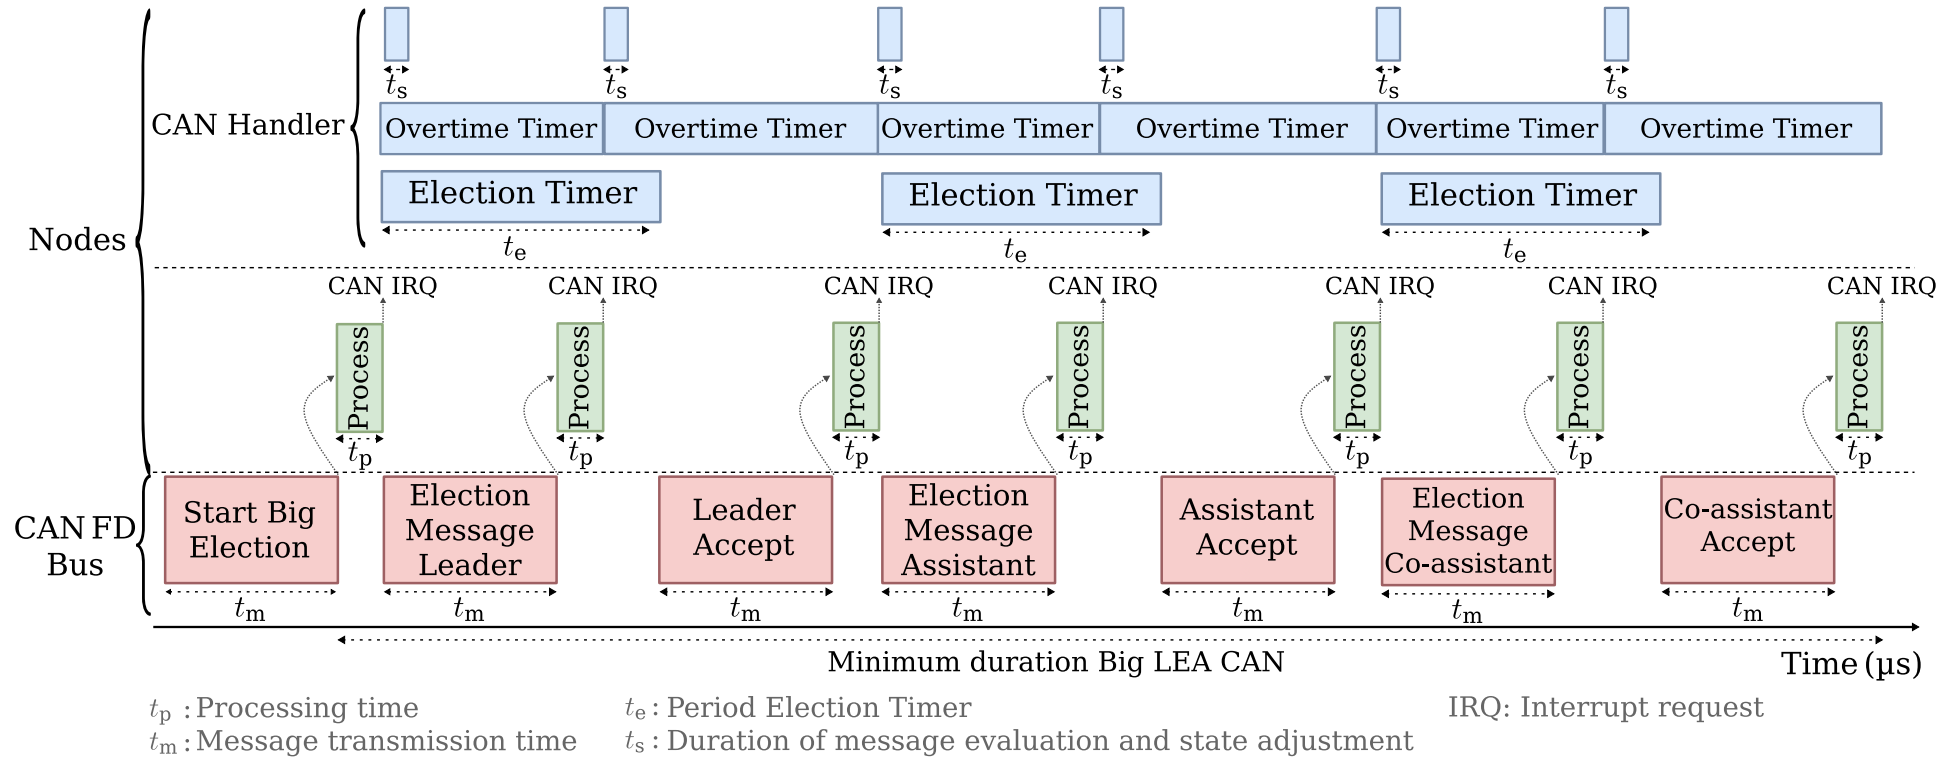 ts ts ts ts ts ts
CAN Handler
Overtime Timer Overtime Timer Overtime Timer Overtime Timer Overtime Timer Overtime Timer
Election Timer Election Timer Election Timer
te te te
Nodes
CAN IRQ CAN IRQ CAN IRQ CAN IRQ CAN IRQ CAN IRQ CAN IRQ
Process Process Process Process Process Process Process
tp tp tp tp tp tp tp
CAN FD
Bus
Start Big
Election
Election
Message
Leader
Leader
Accept
Election
Message
Assistant
Assistant
Accept
Election
Message
Co-assistant
Co-assistant
Accept
tm tm tm tm tm tm tm
Minimum duration Big LEA CAN
Time (µs)
tp : Processing time
te : Period Election Timer
IRQ: Interrupt request
tm : Message transmission time
ts : Duration of message evaluation and state adjustment